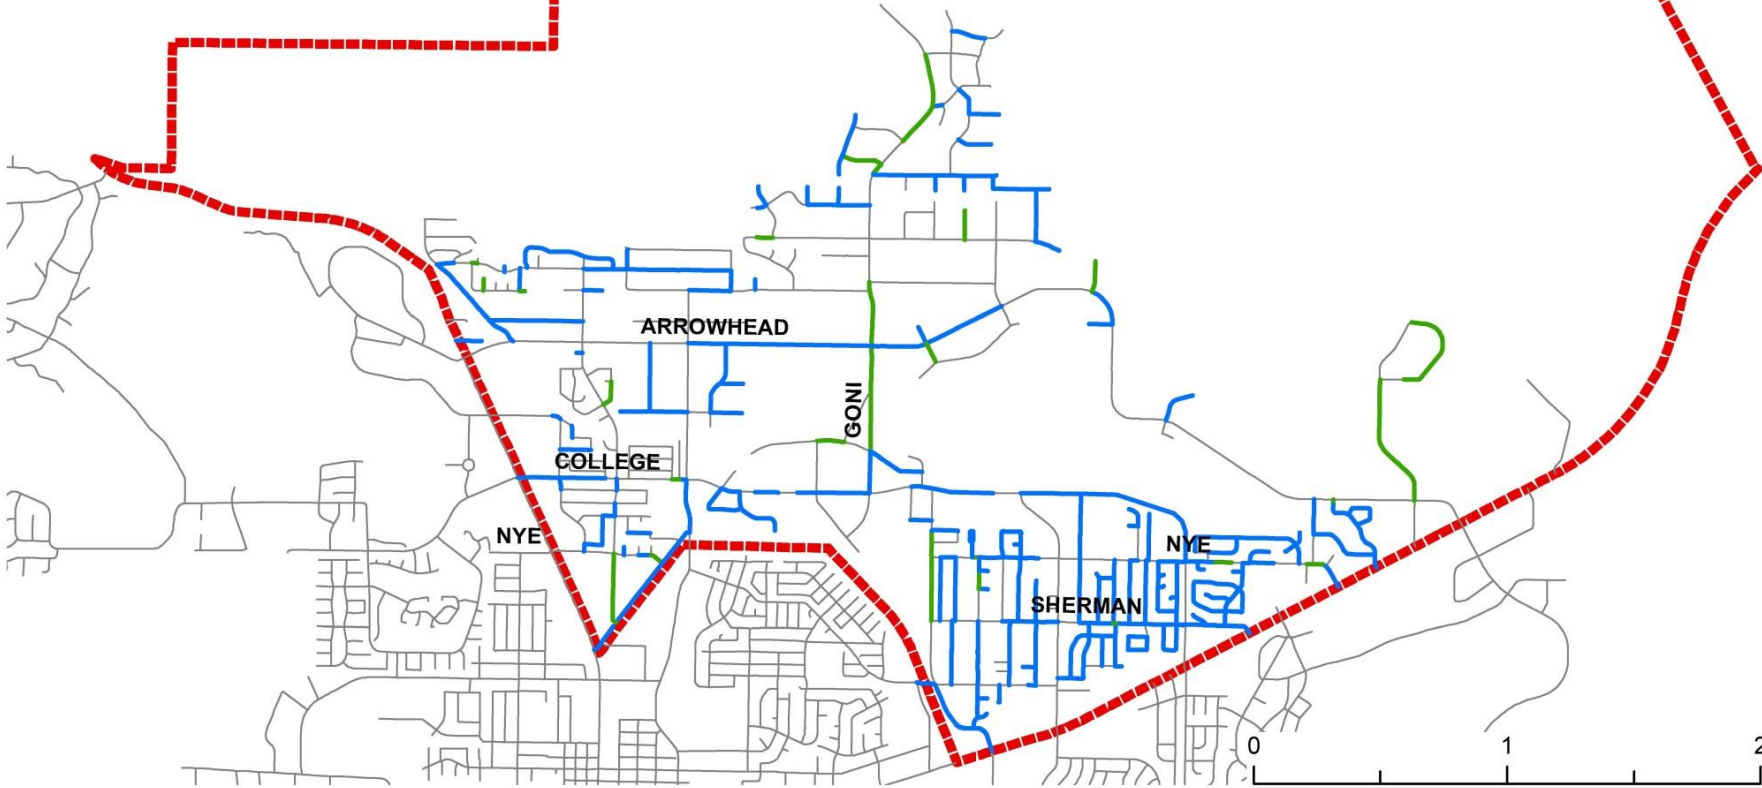 ARROWHEAD
GONI
COLLEGE
NYE
NYE
SHERMAN
0 1 2